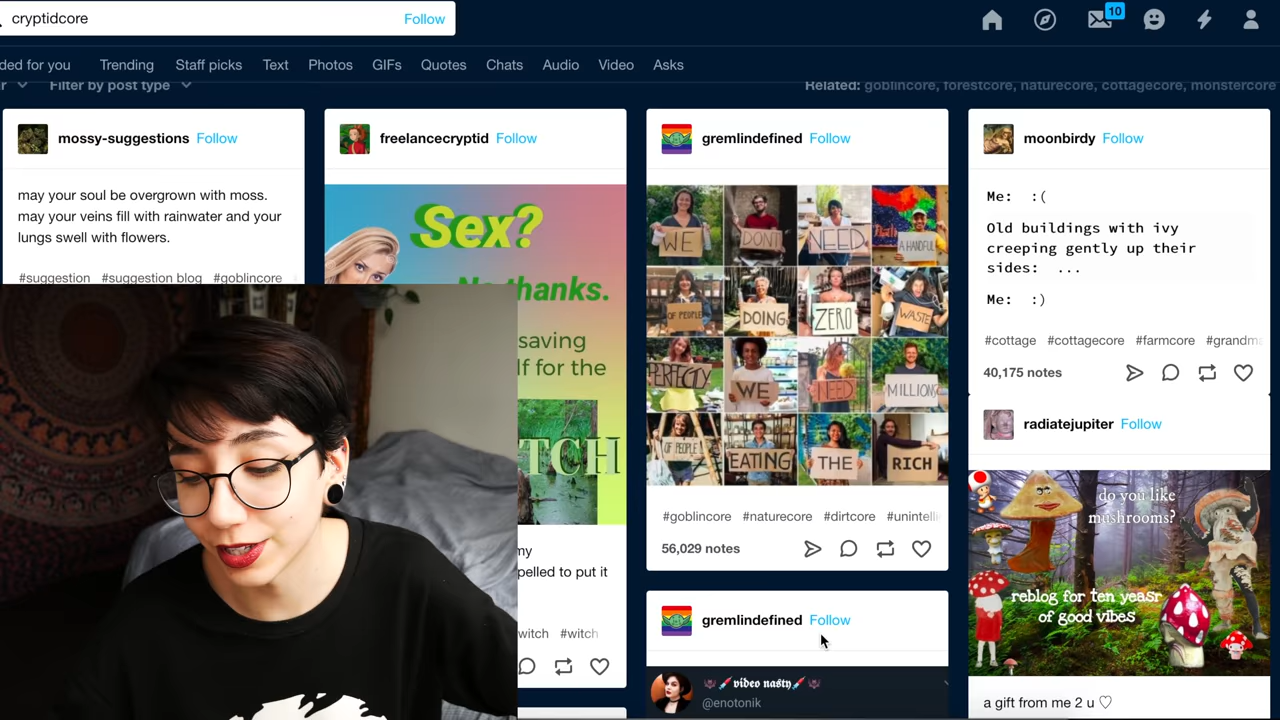 cryptidcore
Follow
10
ded for you
Trending
Staff picks
Text
Photos
GIFs
Quotes
Chats
Audio
Video
Asks
Filter by post type
Related: goblincore, forestcore, naturecore, cottagecore, monstercore
mossy-suggestions Follow
may your soul be overgrown with moss.
may your veins fill with rainwater and your
lungs swell with flowers.
#suggestion #suggestion blog #goblincore
freelancecryptid Follow
Sex?
No thanks.
saving
lf for the
TCH
my
pelled to put it
witch #witch
gremlindefined Follow
WE DONT NEED A HANDFUL
OF PEOPLE DOING ZERO WASTE
PERFECTLY WE NEED MILLIONS
OF PEOPLE EATING THE RICH
#goblincore #naturecore #dirtcore #unintelli
56,029 notes
gremlindefined Follow
video nasty
@enotonik
moonbirdy Follow
Me: :(
Old buildings with ivy
creeping gently up their
sides: ...
Me: :)
#cottage #cottagecore #farmcore #grandma
40,175 notes
radiatejupiter Follow
do you like
mushrooms?
reblog for ten yeasr
of good vibes
a gift from me 2 u ♡